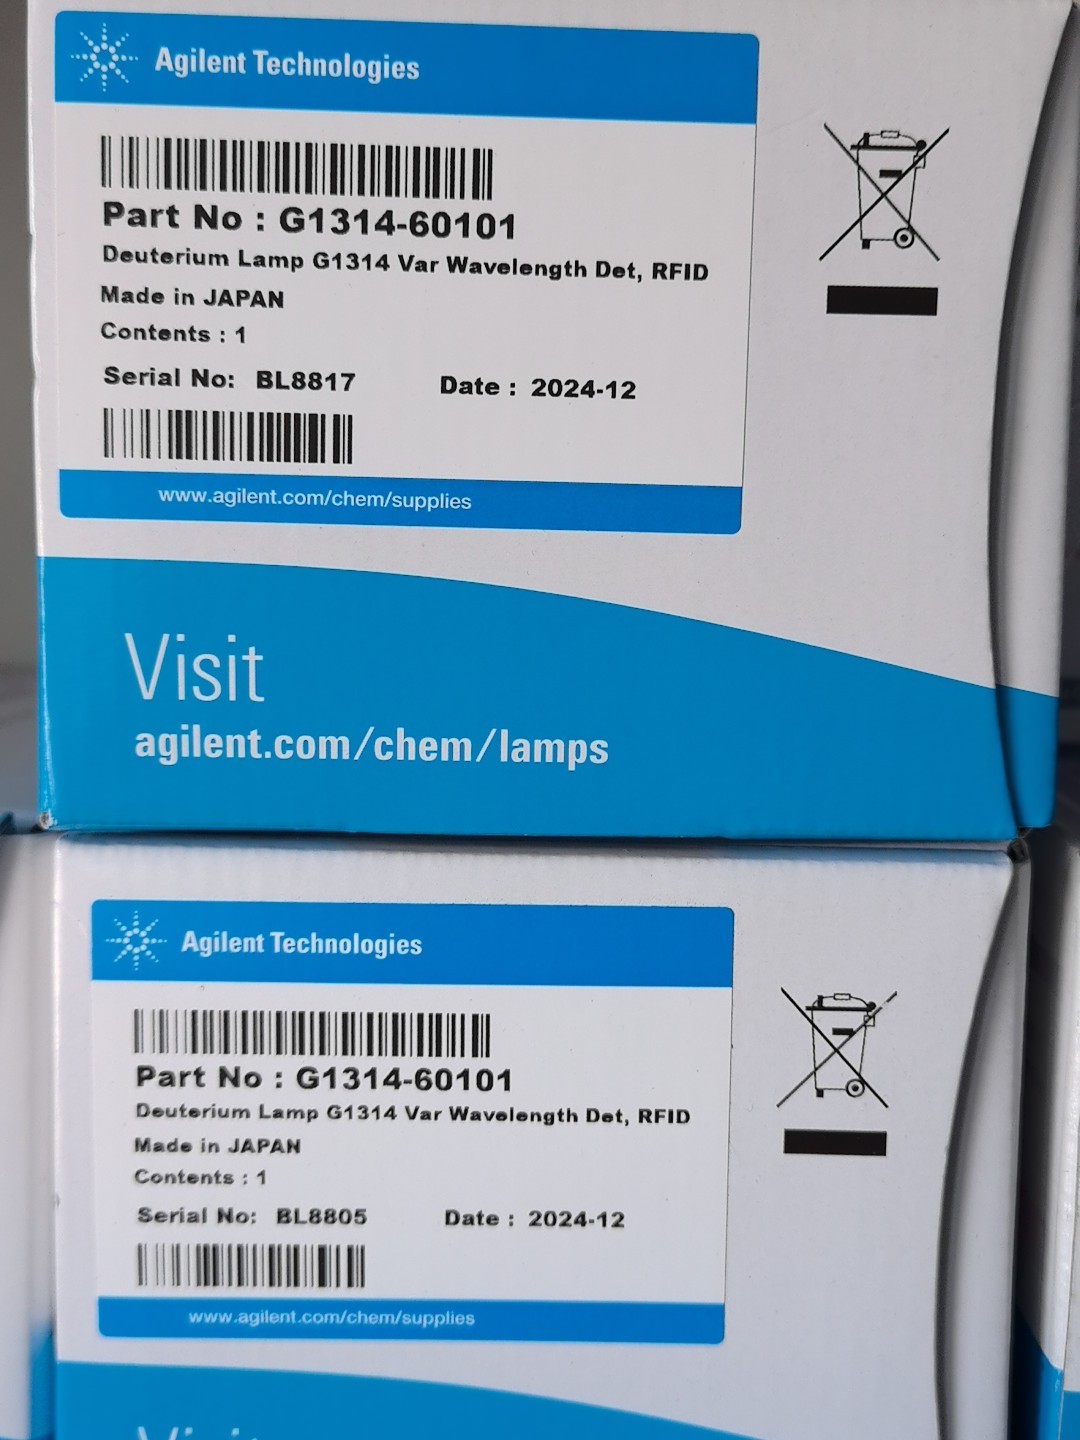 Agilent Technologies
Part No : G1314-60101
Deuterium Lamp G1314 Var Wavelength Det, RFID
Made in JAPAN
Contents : 1
Serial No: BL8817 Date : 2024-12
www.agilent.com/chem/supplies
Visit
agilent.com/chem/lamps
Agilent Technologies
Part No : G1314-60101
Deuterium Lamp G1314 Var Wavelength Det, RFID
Made in JAPAN
Contents : 1
Serial No: BL8805 Date : 2024-12
www.agilent.com/chem/supplies